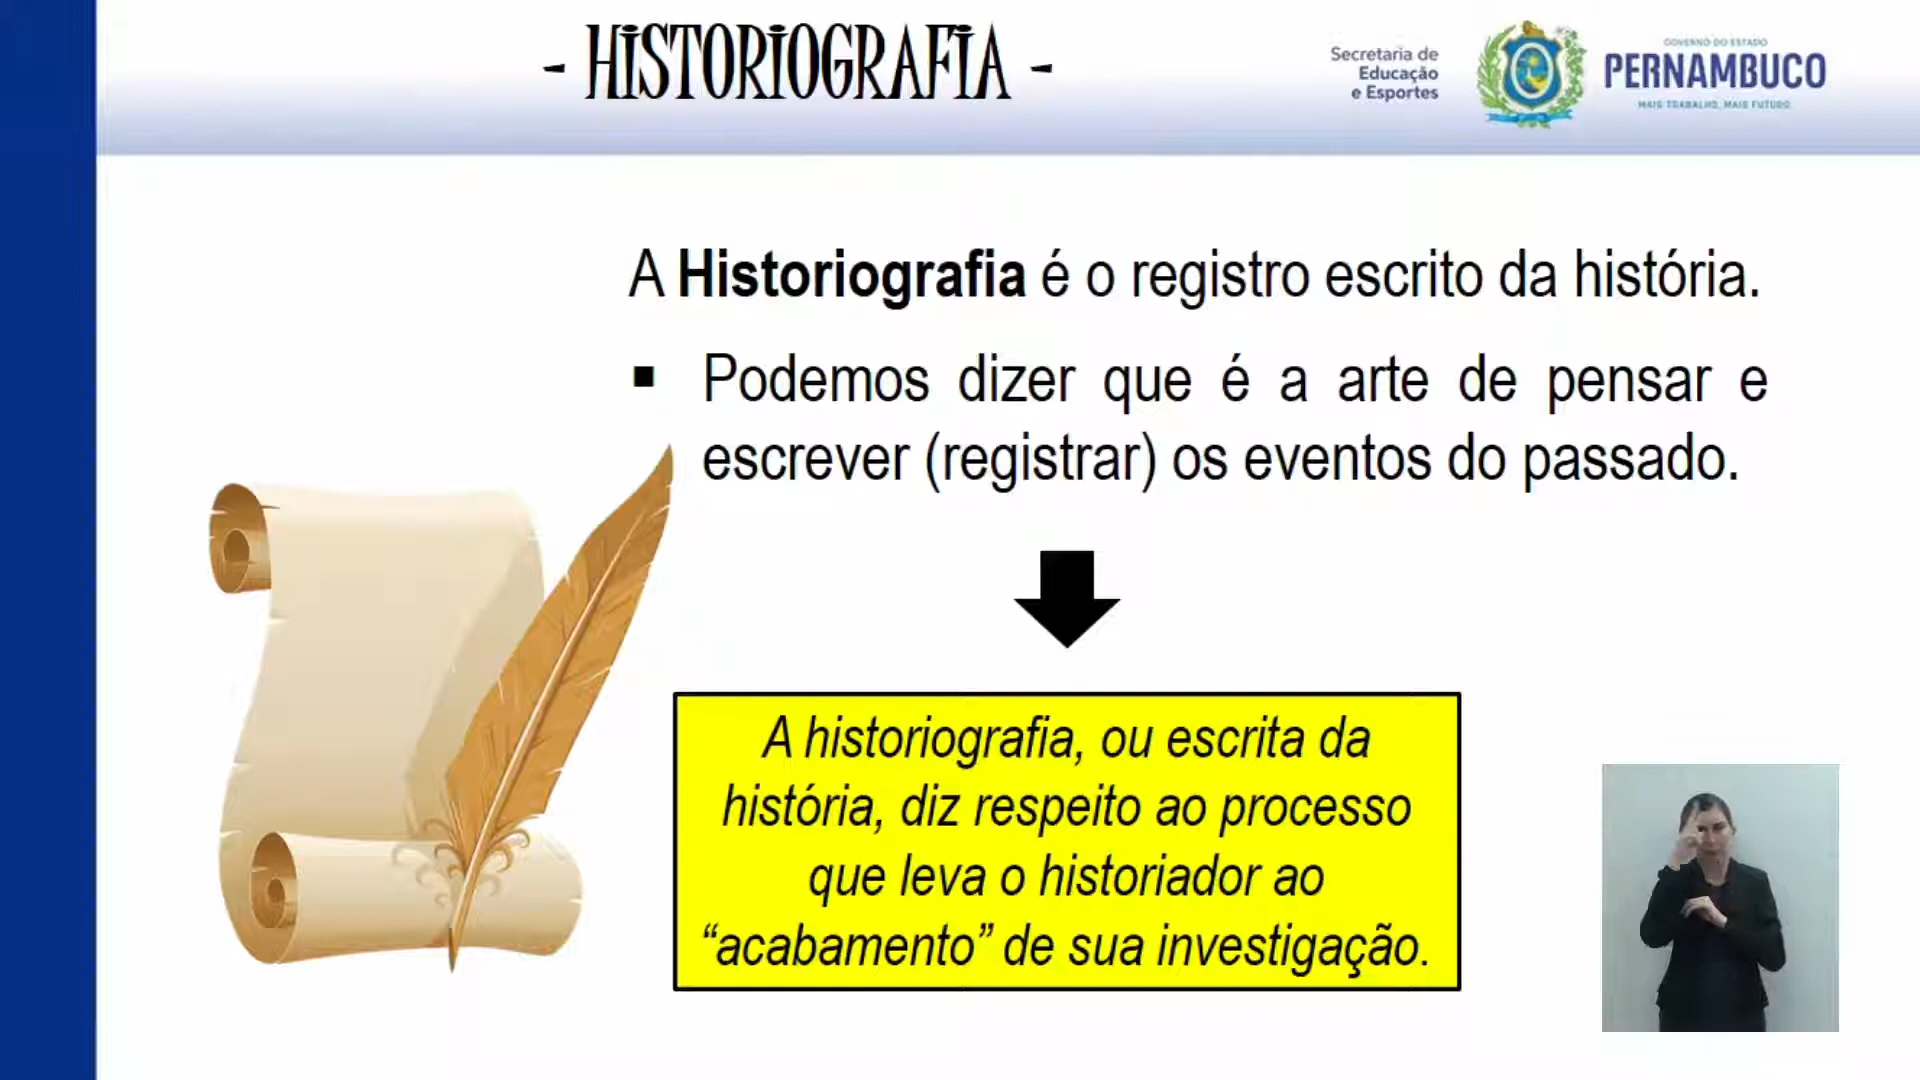 - HISTORIOGRAFIA -
Secretaria de
Educação
e Esportes
GOVERNO DO ESTADO
PERNAMBUCO
MAIS TRABALHO, MAIS FUTURO.
A Historiografia é o registro escrito da história.
▪ Podemos dizer que é a arte de pensar e
escrever (registrar) os eventos do passado.
A historiografia, ou escrita da
história, diz respeito ao processo
que leva o historiador ao
“acabamento” de sua investigação.